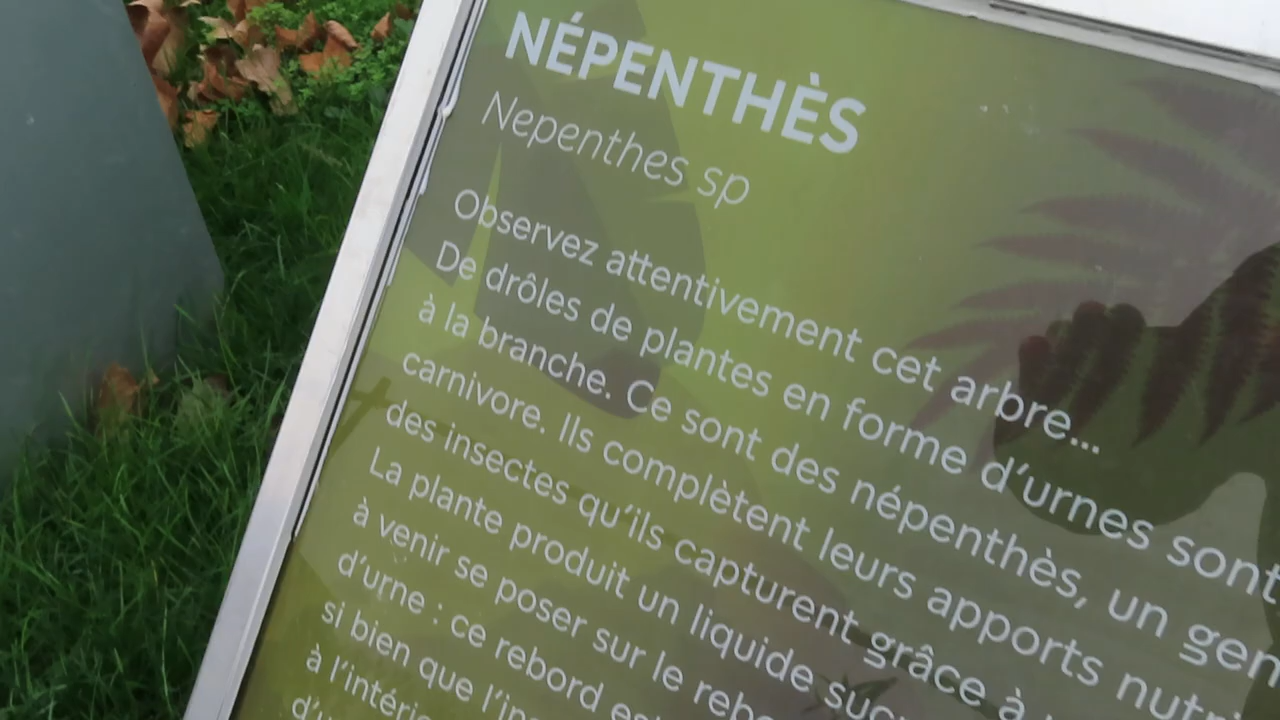 NÉPENTHÈS
Nepenthes sp
Observez attentivement cet arbre...
De drôles de plantes en forme d'urnes sont
à la branche. Ce sont des népenthès, un
carnivore. Ils complètent leurs apports
des insectes qu'ils capturent grâce à
La plante produit un liquide
à venir se poser sur le
d'urne : ce rebord
si bien que
à